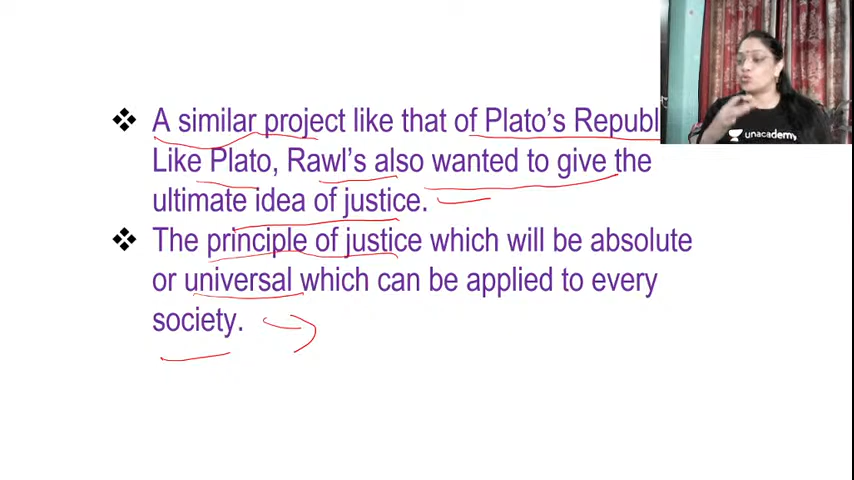 ❖ A similar project like that of Plato's Republ
Like Plato, Rawl's also wanted to give the
ultimate idea of justice.
❖ The principle of justice which will be absolute
or universal which can be applied to every
society.
unacademy